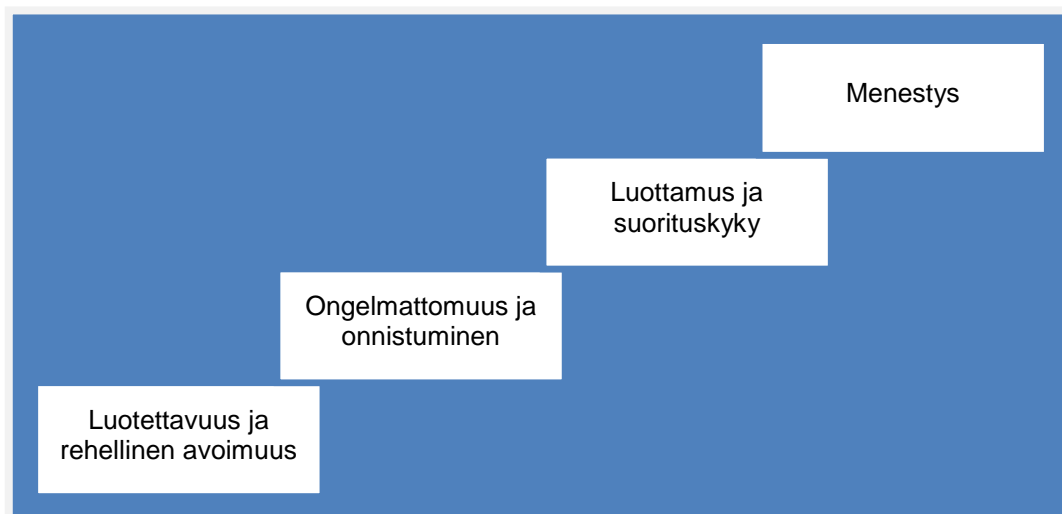 Menestys
Luottamus ja
suorituskyky
Ongelmattomuus ja
onnistuminen
Luotettavuus ja
rehellinen avoimuus